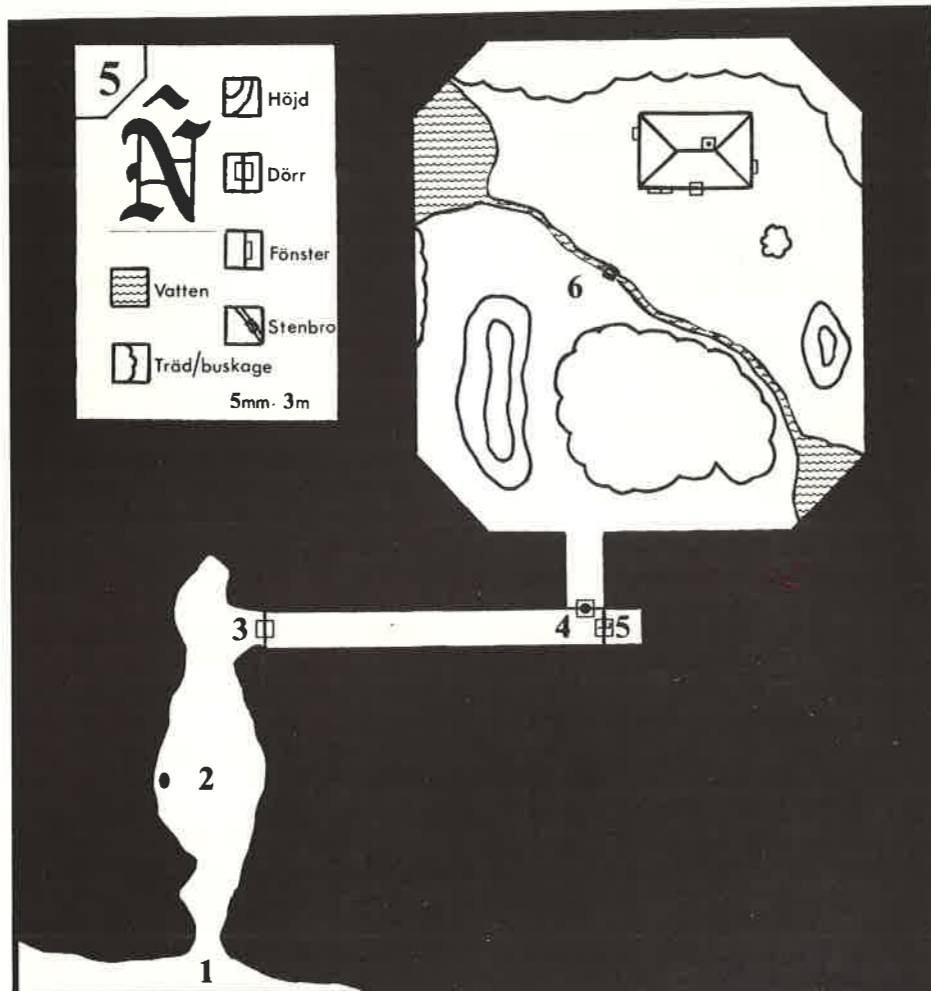 5
N
Höjd
Dörr
Fönster
Vatten
Stenbro
Träd/buskage
5mm. 3m
6
3
4
5
2
1